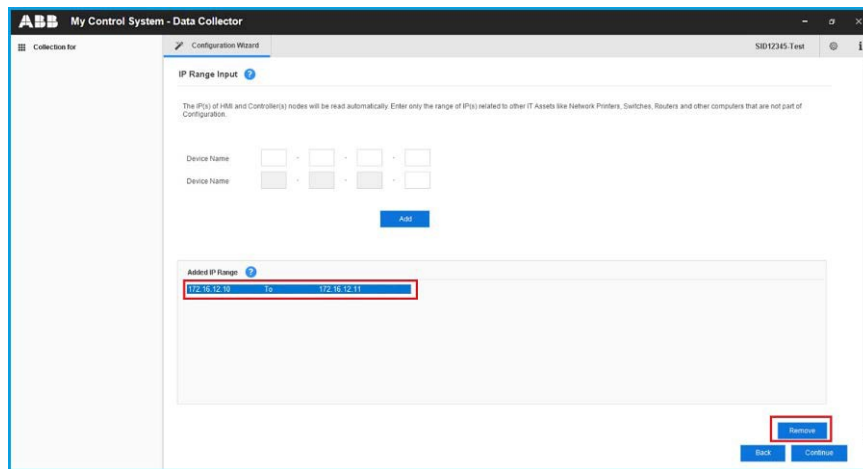 ABB My Control System - Data Collector
Collection for
Configuration Wizard
SID12345-Test
IP Range Input ?
The IP(s) of HMI and Controller(s) nodes will be read automatically. Enter only the range of IP(s) related to other IT Assets like Network Printers, Switches, Routers and other computers that are not part of
Configuration.
Device Name - - -
Device Name - - -
Add
Added IP Range ?
172.16.12.10 To 172.16.12.11
Remove
Back Continue